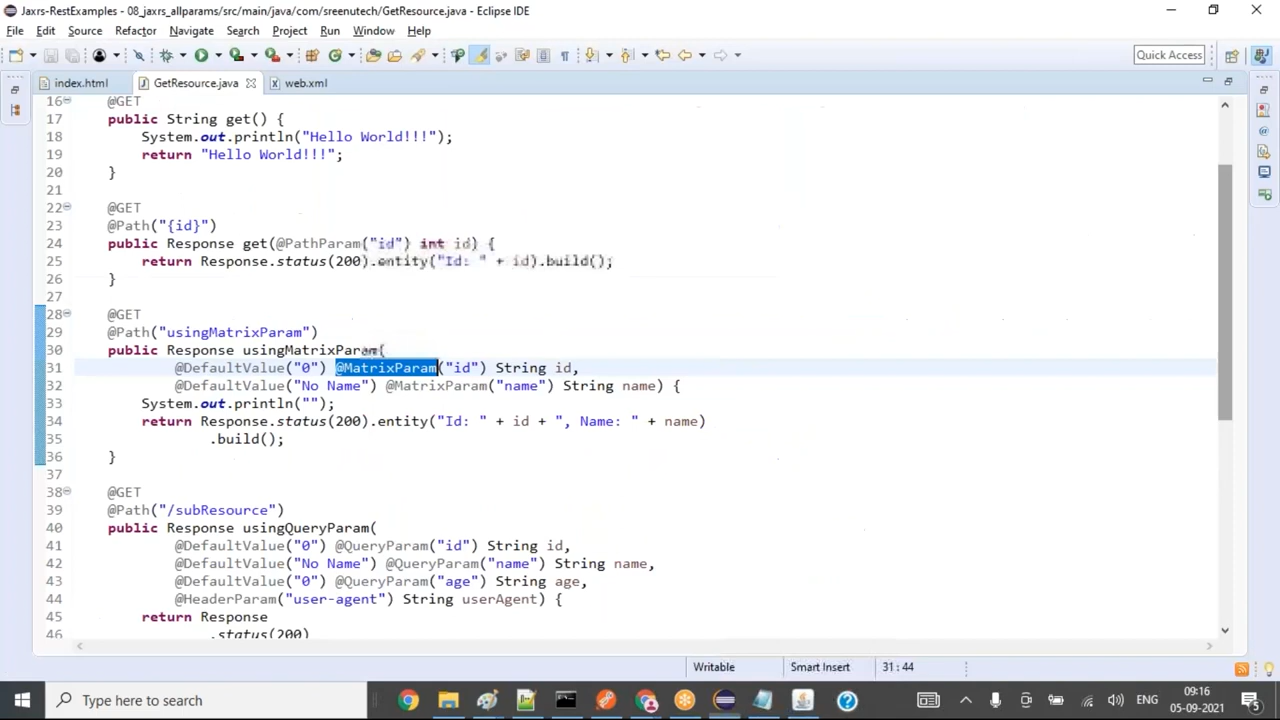 Jaxrs-RestExamples - 08_jaxrs_allparams/src/main/java/com/sreenutech/GetResource.java - Eclipse IDE
File Edit Source Refactor Navigate Search Project Run Window Help
Quick Access
index.html GetResource.java web.xml
16 @GET
17 public String get() {
18 System.out.println("Hello World!!!");
19 return "Hello World!!!";
20 }
21
22 @GET
23 @Path("{id}")
24 public Response get(@PathParam("id") int id) {
25 return Response.status(200).entity("Id: " + id).build();
26 }
27
28 @GET
29 @Path("usingMatrixParam")
30 public Response usingMatrixParam(
31 @DefaultValue("0") @MatrixParam("id") String id,
32 @DefaultValue("No Name") @MatrixParam("name") String name) {
33 System.out.println("");
34 return Response.status(200).entity("Id: " + id + ", Name: " + name)
35 .build();
36 }
37
38 @GET
39 @Path("/subResource")
40 public Response usingQueryParam(
41 @DefaultValue("0") @QueryParam("id") String id,
42 @DefaultValue("No Name") @QueryParam("name") String name,
43 @DefaultValue("0") @QueryParam("age") String age,
44 @HeaderParam("user-agent") String userAgent) {
45 return Response
46 .status(200)
Writable Smart Insert 31 : 44
Type here to search
ENG
09:16
05-09-2021
5